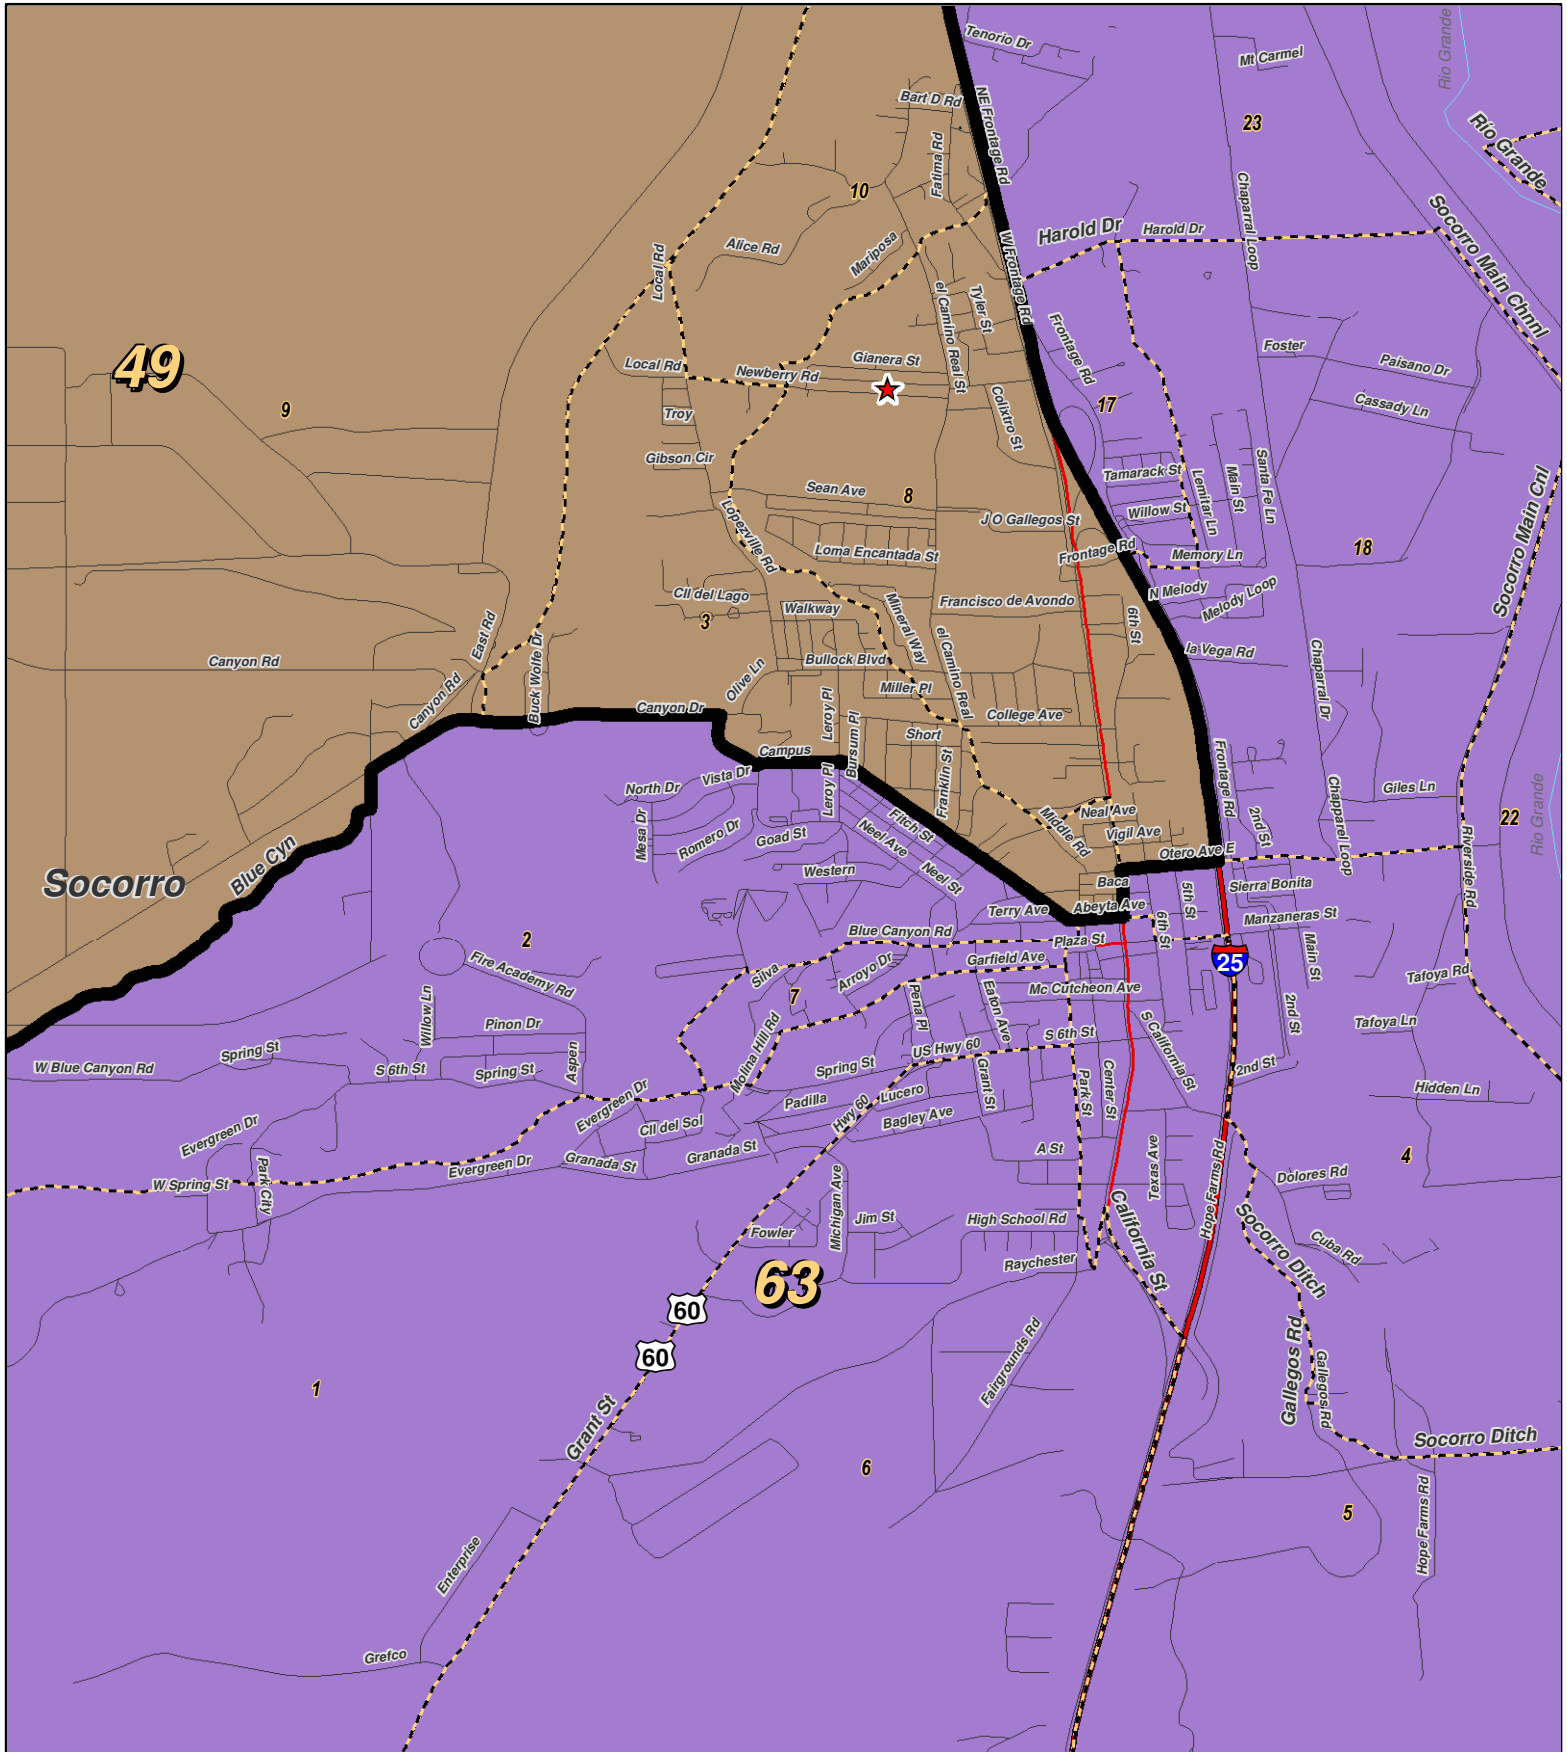 Tenorio Dr
Mt Carmel
Rio Grande
Bart D Rd
NE Frontage Rd
23
Rio Grande
Fatima Rd
10
Chaparral Loop
Socorro Main Chnnl
Harold Dr
Harold Dr
Alice Rd
Mariposa
Local Rd
W Frontage Rd
el Camino Real St
Tyler St
Frontage Rd
Foster
Paisano Dr
49
Local Rd
Newberry Rd
Gianera St
9
Troy
Colixtro St
17
Cassady Ln
Gibson Cir
Tamarack St
Lemitar Ln
Main St
Santa Fe Ln
Sean Ave
8
Willow St
Lopezville Rd
J O Gallegos St
Loma Encantada St
Frontage Rd
Memory Ln
18
Socorro Main Cnl
Cll del Lago
Walkway
Mineral Way
Francisco de Avondo
N Melody
Melody Loop
3
6th St
East Rd
Canyon Rd
Buck Wolfe Dr
Bullock Blvd
el Camino Real
la Vega Rd
Chaparral Dr
Olive Ln
Miller Pl
Canyon Rd
Canyon Dr
Leroy Pl
College Ave
Bursum Pl
Short
Campus
Franklin St
Frontage Rd
North Dr
Vista Dr
Leroy Pl
Giles Ln
Rio Grande
Mesa Dr
Romero Dr
Goad St
Fitch St
Neel Ave
Middle Rd
Neal Ave
Vigil Ave
2nd St
Chapparel Loop
22
Riverside Rd
Otero Ave E
Socorro
Blue Cyn
Western
Neel St
Baca
Sierra Bonita
5th St
Terry Ave
Abeyta Ave
Manzaneras St
6th St
Blue Canyon Rd
Plaza St
Main St
2
25
Fire Academy Rd
Silva
Arroyo Dr
Garfield Ave
Tafoya Rd
7
Mc Cutcheon Ave
Willow Ln
Pinon Dr
Pena Pl
Eaton Ave
2nd St
Tafoya Ln
Molina Hill Rd
S 6th St
S California St
Spring St
Aspen
US Hwy 60
W Blue Canyon Rd
S 6th St
Spring St
Spring St
Grant St
Park St
Center St
2nd St
Hidden Ln
Evergreen Dr
Padilla
Lucero
Hwy 60
Bagley Ave
Evergreen Dr
Cll del Sol
Evergreen Dr
Granada St
Granada St
A St
Texas Ave
4
W Spring St
Park City
Dolores Rd
Hope Farms Rd
Michigan Ave
Fowler
Jim St
High School Rd
California St
Socorro Ditch
Cuba Rd
Raychester
63
60
60
Fairgrounds Rd
Gallegos Rd
Gallegos Rd
1
Grant St
Socorro Ditch
6
5
Hope Farms Rd
Enterprise
Grefco